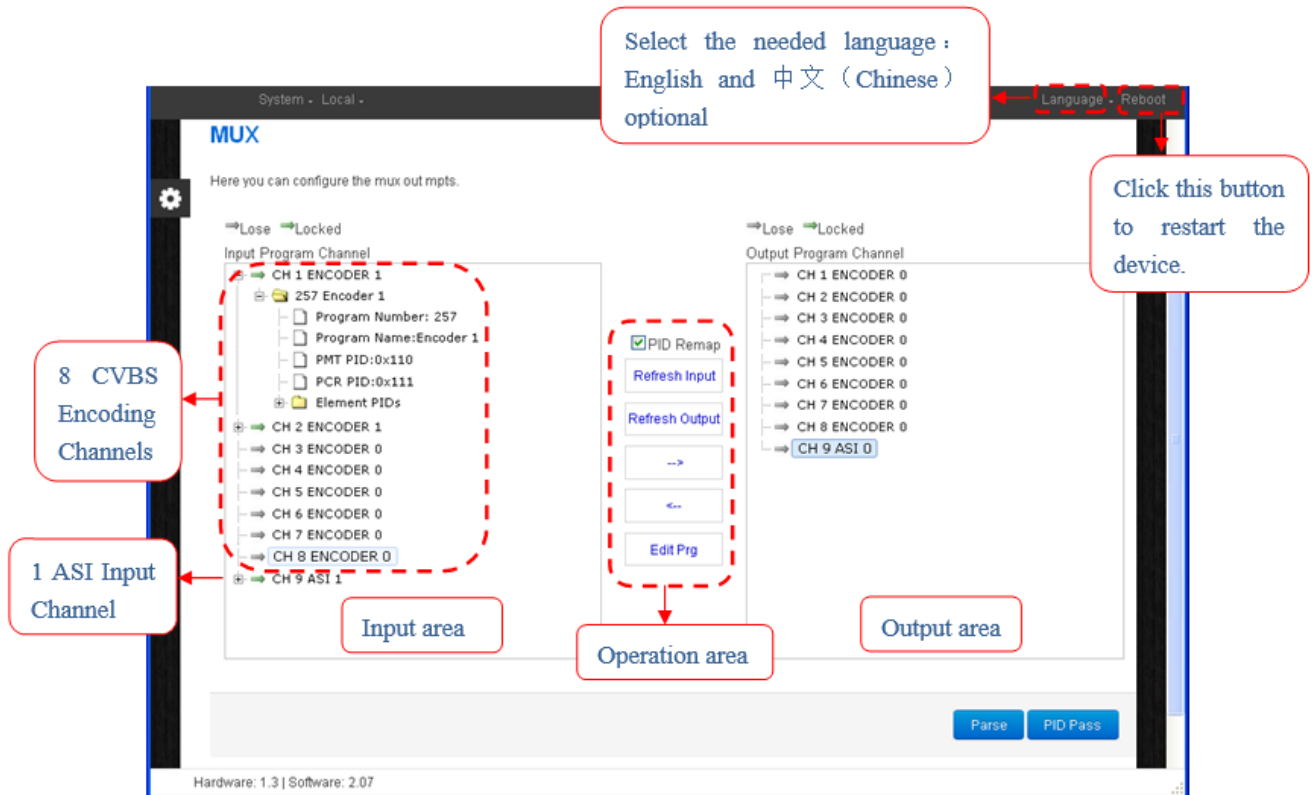 Select the needed language：
English and 中文（Chinese）
optional
System Local
Language Reboot
MUX
Here you can configure the mux out mpts.
Click this button
to restart the
device.
⇒Lose ⇒Locked
Input Program Channel
CH 1 ENCODER 1
257 Encoder 1
Program Number: 257
Program Name:Encoder 1
PMT PID:0x110
PCR PID:0x111
Element PIDs
CH 2 ENCODER 1
CH 3 ENCODER 0
CH 4 ENCODER 0
CH 5 ENCODER 0
CH 6 ENCODER 0
CH 7 ENCODER 0
CH 8 ENCODER 0
CH 9 ASI 1
8 CVBS
Encoding
Channels
1 ASI Input
Channel
Input area
PID Remap
Refresh Input
Refresh Output
-->
<--
Edit Prg
Operation area
⇒Lose ⇒Locked
Output Program Channel
CH 1 ENCODER 0
CH 2 ENCODER 0
CH 3 ENCODER 0
CH 4 ENCODER 0
CH 5 ENCODER 0
CH 6 ENCODER 0
CH 7 ENCODER 0
CH 8 ENCODER 0
CH 9 ASI 0
Output area
Parse PID Pass
Hardware: 1.3 | Software: 2.07